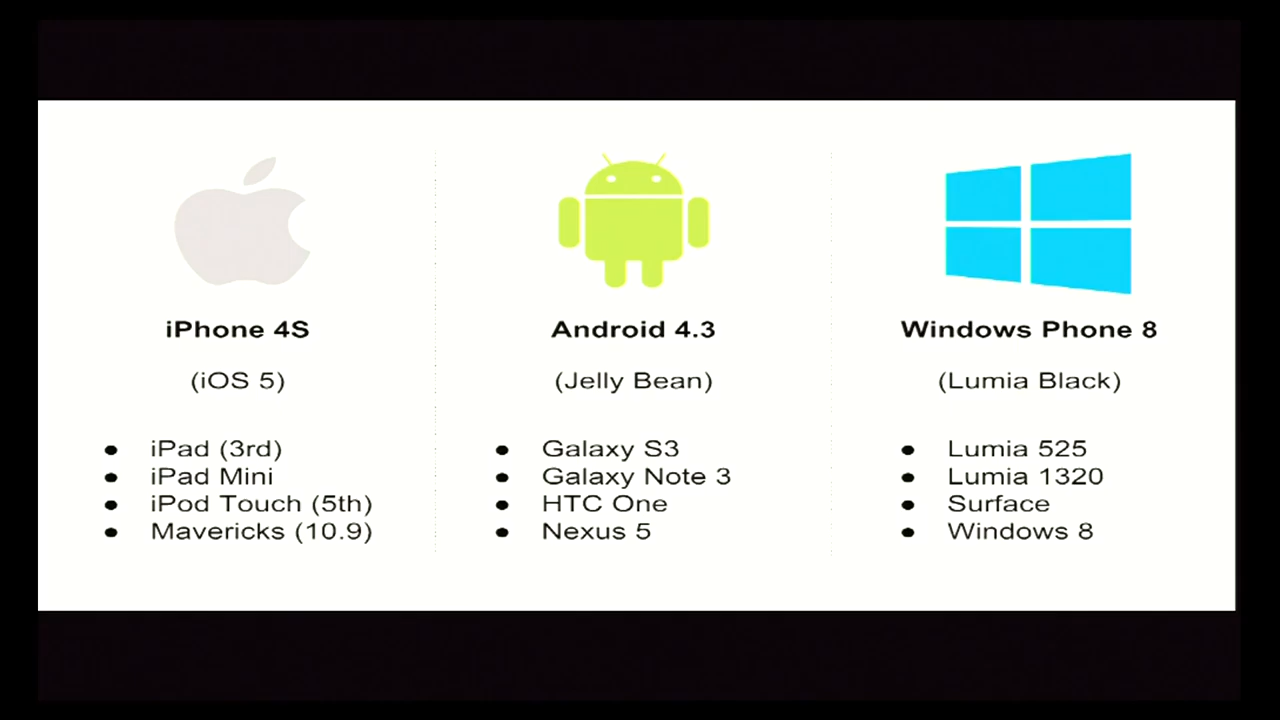 iPhone 4S
(iOS 5)
● iPad (3rd)
● iPad Mini
● iPod Touch (5th)
● Mavericks (10.9)
Android 4.3
(Jelly Bean)
● Galaxy S3
● Galaxy Note 3
● HTC One
● Nexus 5
Windows Phone 8
(Lumia Black)
● Lumia 525
● Lumia 1320
● Surface
● Windows 8